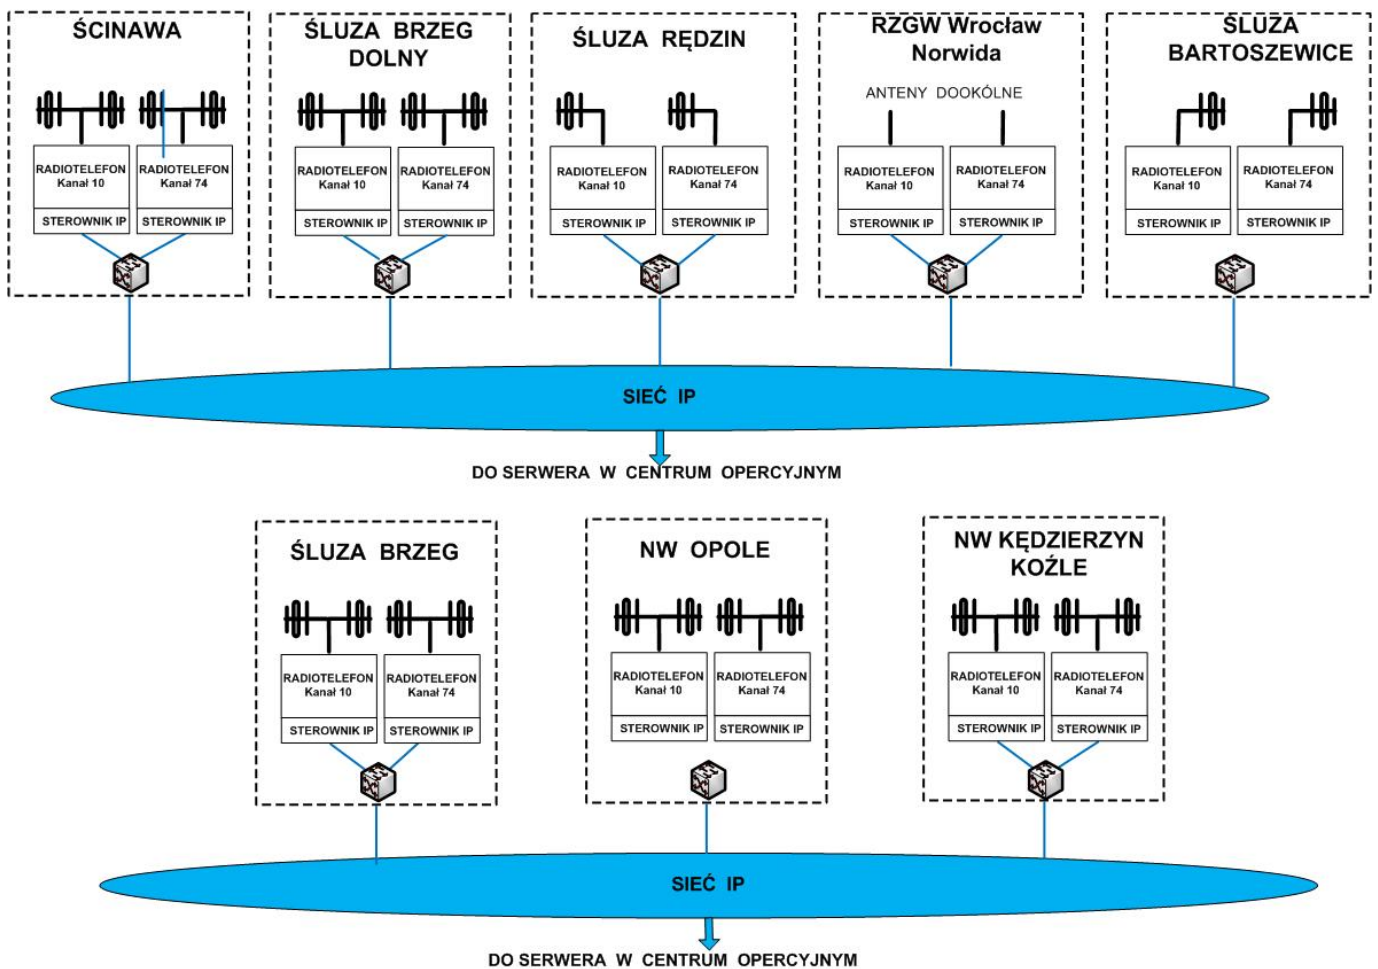 ŚCINAWA
RADIOTELEFON
Kanał 10
STEROWNIK IP
RADIOTELEFON
Kanał 74
STEROWNIK IP
ŚLUZA BRZEG
DOLNY
RADIOTELEFON
Kanał 10
STEROWNIK IP
RADIOTELEFON
Kanał 74
STEROWNIK IP
ŚLUZA RĘDZIN
RADIOTELEFON
Kanał 10
STEROWNIK IP
RADIOTELEFON
Kanał 74
STEROWNIK IP
RZGW Wrocław
Norwida
ANTENY DOOKÓLNE
RADIOTELEFON
Kanał 10
STEROWNIK IP
RADIOTELEFON
Kanał 74
STEROWNIK IP
ŚLUZA
BARTOSZEWICE
RADIOTELEFON
Kanał 10
STEROWNIK IP
RADIOTELEFON
Kanał 74
STEROWNIK IP
SIEĆ IP
DO SERWERA W CENTRUM OPERCYJNYM
ŚLUZA BRZEG
RADIOTELEFON
Kanał 10
STEROWNIK IP
RADIOTELEFON
Kanał 74
STEROWNIK IP
NW OPOLE
RADIOTELEFON
Kanał 10
STEROWNIK IP
RADIOTELEFON
Kanał 74
STEROWNIK IP
NW KĘDZIERZYN
KOŹLE
RADIOTELEFON
Kanał 10
STEROWNIK IP
RADIOTELEFON
Kanał 74
STEROWNIK IP
SIEĆ IP
DO SERWERA W CENTRUM OPERCYJNYM